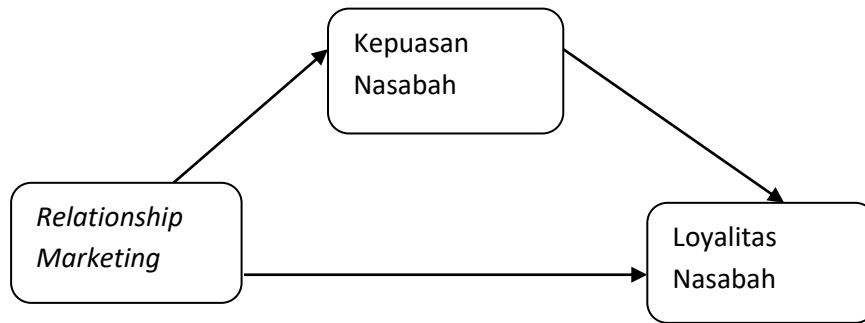 Kepuasan
Nasabah
Relationship
Marketing
Loyalitas
Nasabah